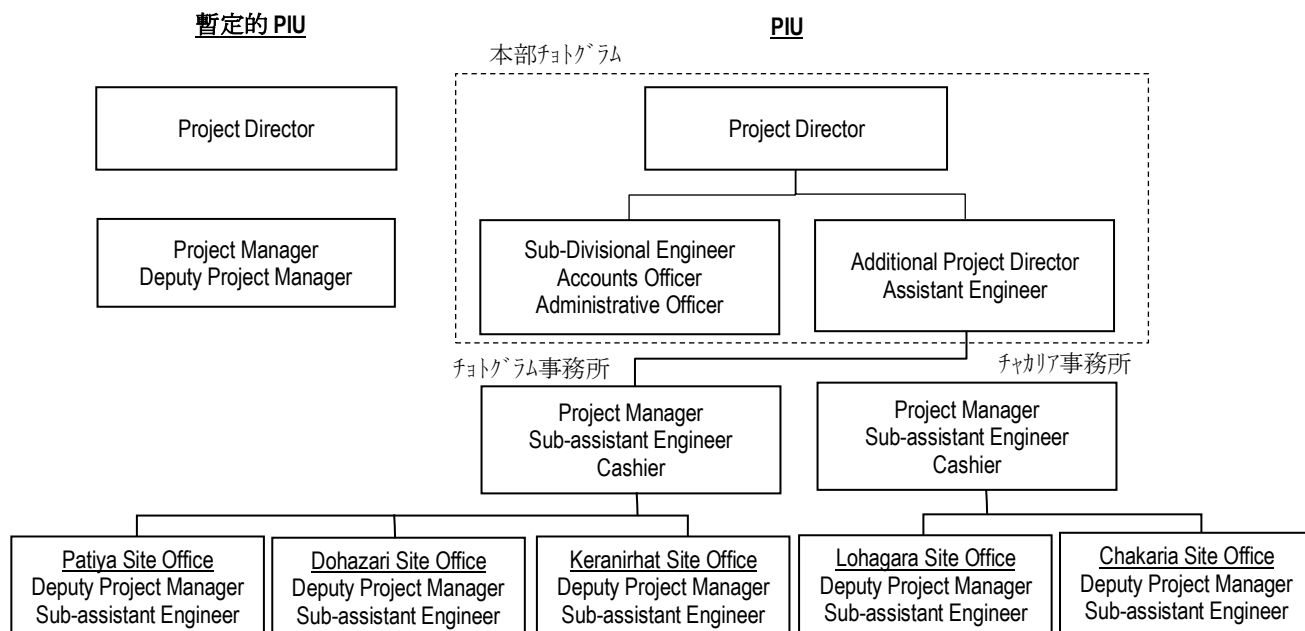 暫定的 PIU
PIU
本部ﾁｮﾄｸﾞﾗﾑ
Project Director
Project Director
Project Manager
Deputy Project Manager
Sub-Divisional Engineer
Accounts Officer
Administrative Officer
Additional Project Director
Assistant Engineer
ﾁｮﾄｸﾞﾗﾑ事務所
ﾁｬｶﾘｱ事務所
Project Manager
Sub-assistant Engineer
Cashier
Project Manager
Sub-assistant Engineer
Cashier
Patiya Site Office
Deputy Project Manager
Sub-assistant Engineer
Dohazari Site Office
Deputy Project Manager
Sub-assistant Engineer
Keranirhat Site Office
Deputy Project Manager
Sub-assistant Engineer
Lohagara Site Office
Deputy Project Manager
Sub-assistant Engineer
Chakaria Site Office
Deputy Project Manager
Sub-assistant Engineer